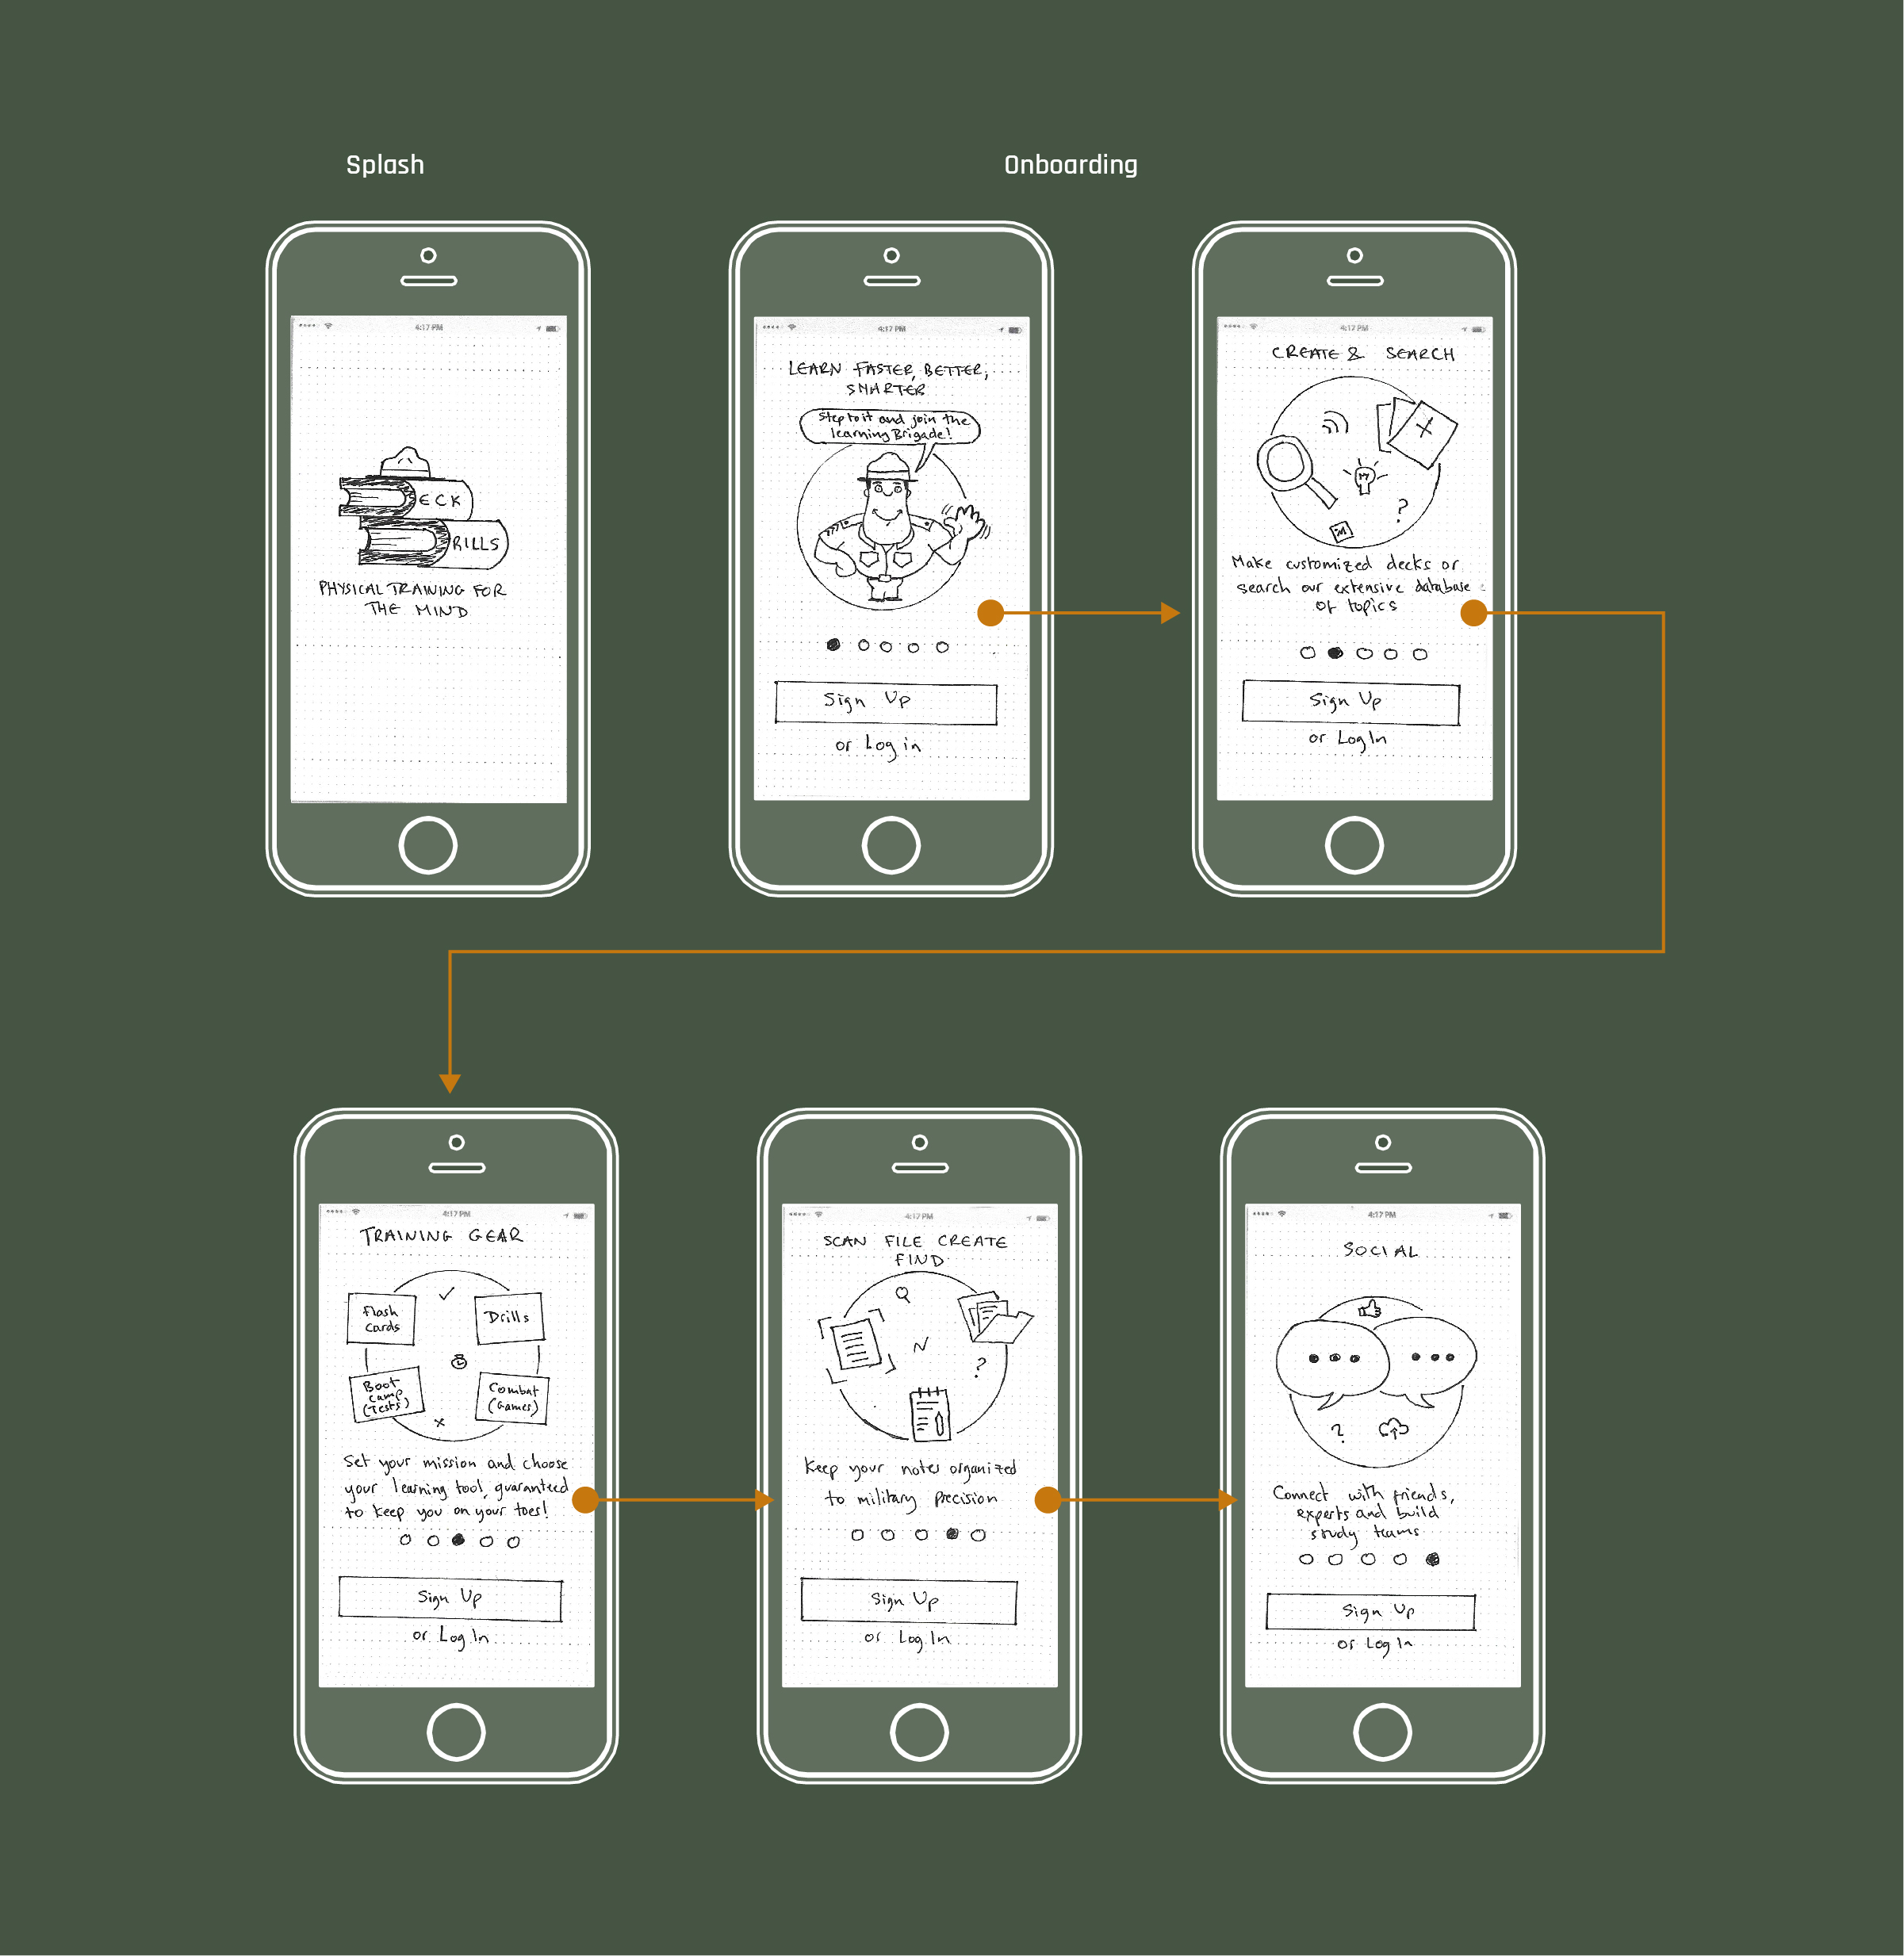 Splash
Onboarding
4:17 PM
ECK
RILLS
PHYSICAL TRAINING FOR
THE MIND
4:17 PM
LEARN FASTER, BETTER,
SMARTER
Step to it and join the
learning Brigade!
Sign Up
or Log in
4:17 PM
CREATE & SEARCH
?
Make customized decks or
search our extensive database
of topics
Sign Up
or LogIn
4:17 PM
TRAINING GEAR
Flash
Cards
Drills
Boot
camp
(Tests)
Combat
(Games)
Set your mission and choose
your learning tool, guaranteed
to keep you on your toes!
Sign Up
or Log In
4:17 PM
SCAN FILE CREATE
FIND
?
Keep your notes organized
to military precision
Sign Up
or Log In
4:17 PM
SOCIAL
?
Connect with friends,
experts and build
study teams
Sign Up
or Log In